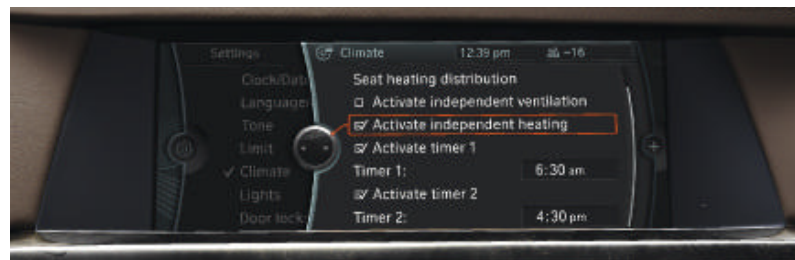 Settings
Climate 12:39 pm -16
Clock/Dat
Language
Tone
Limit
Climate
Lights
Door lock
Seat heating distribution
Activate independent ventilation
Activate independent heating
Activate timer 1
Timer 1: 6:30 am
Activate timer 2
Timer 2: 4:30 pm